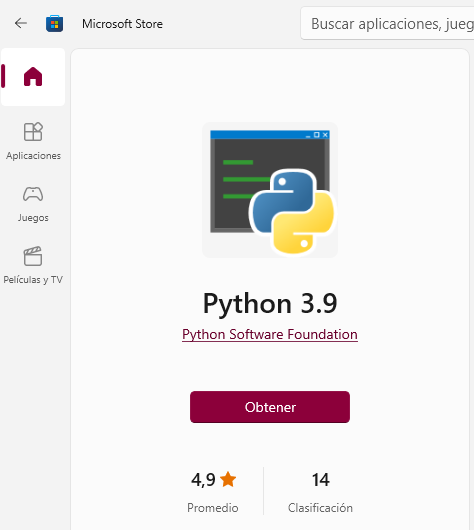 Microsoft Store
Buscar aplicaciones, jueg
Aplicaciones
Juegos
Películas y TV
Python 3.9
Python Software Foundation
Obtener
4,9
14
Promedio
Clasificación